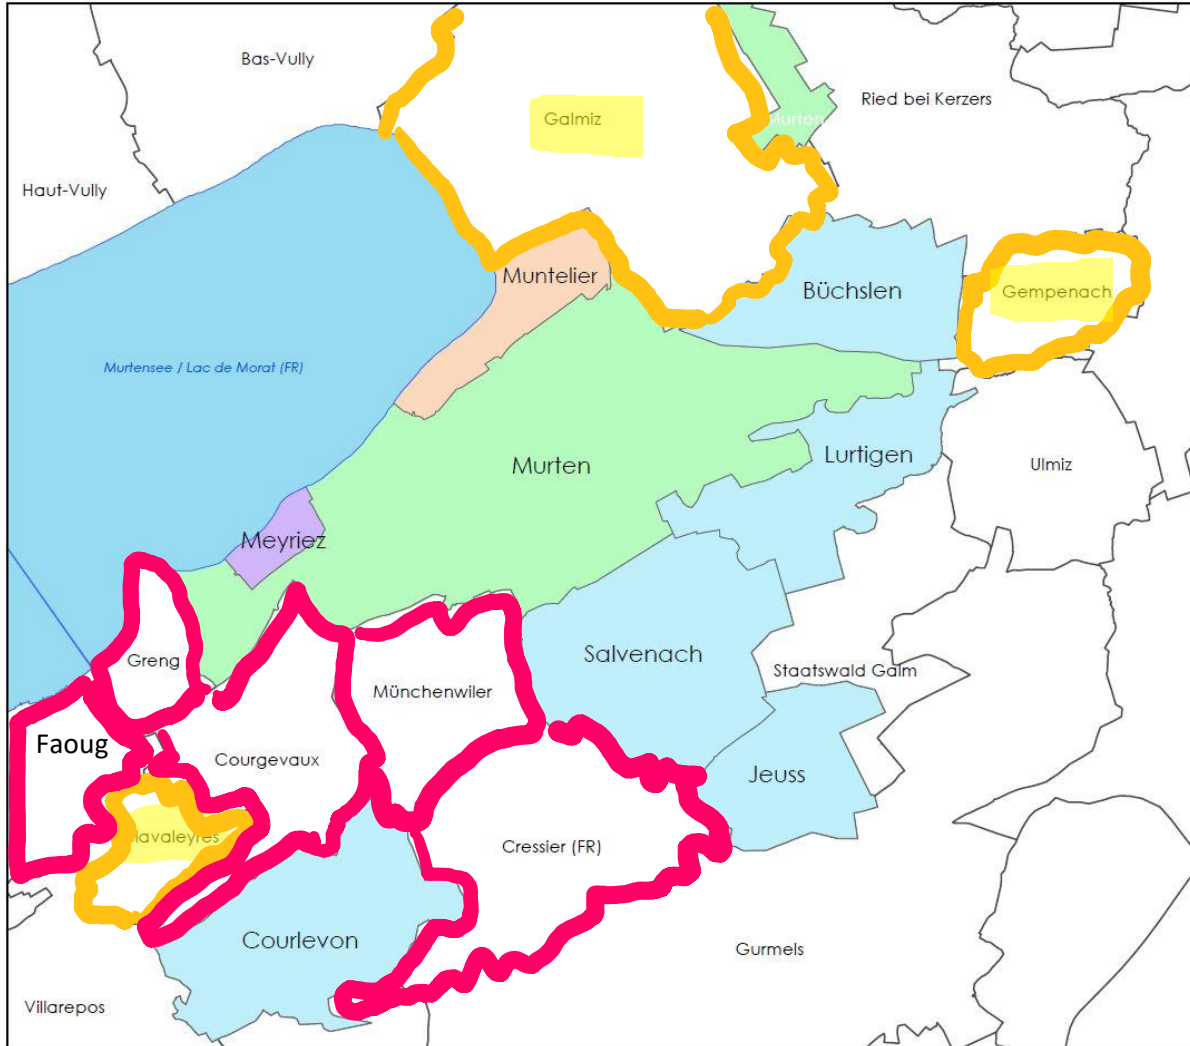 Bas-Vully
Galmiz
Ried bei Kerzers
Murten
Haut-Vully
Muntelier
Büchslen
Gempenach
Murtensee / Lac de Morat (FR)
Murten
Lurtigen
Ulmiz
Meyriez
Greng
Salvenach
Staatswald Galm
Münchenwiler
Faoug
Courgevaux
Jeuss
lavaleyres
Cressier (FR)
Courlevon
Gurmels
Villarepos